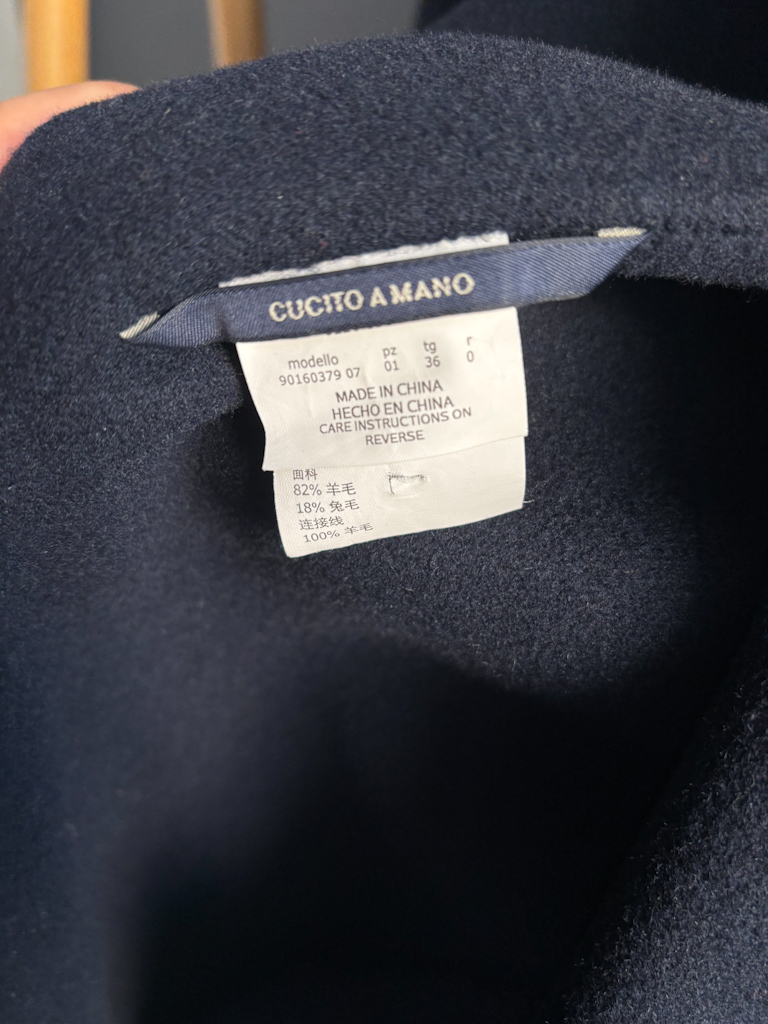 CUCITO A MANO
modello pz tg r
90160379 07 01 36 0
MADE IN CHINA
HECHO EN CHINA
CARE INSTRUCTIONS ON
REVERSE
面料
82% 羊毛
18% 兔毛
连接线
100% 羊毛